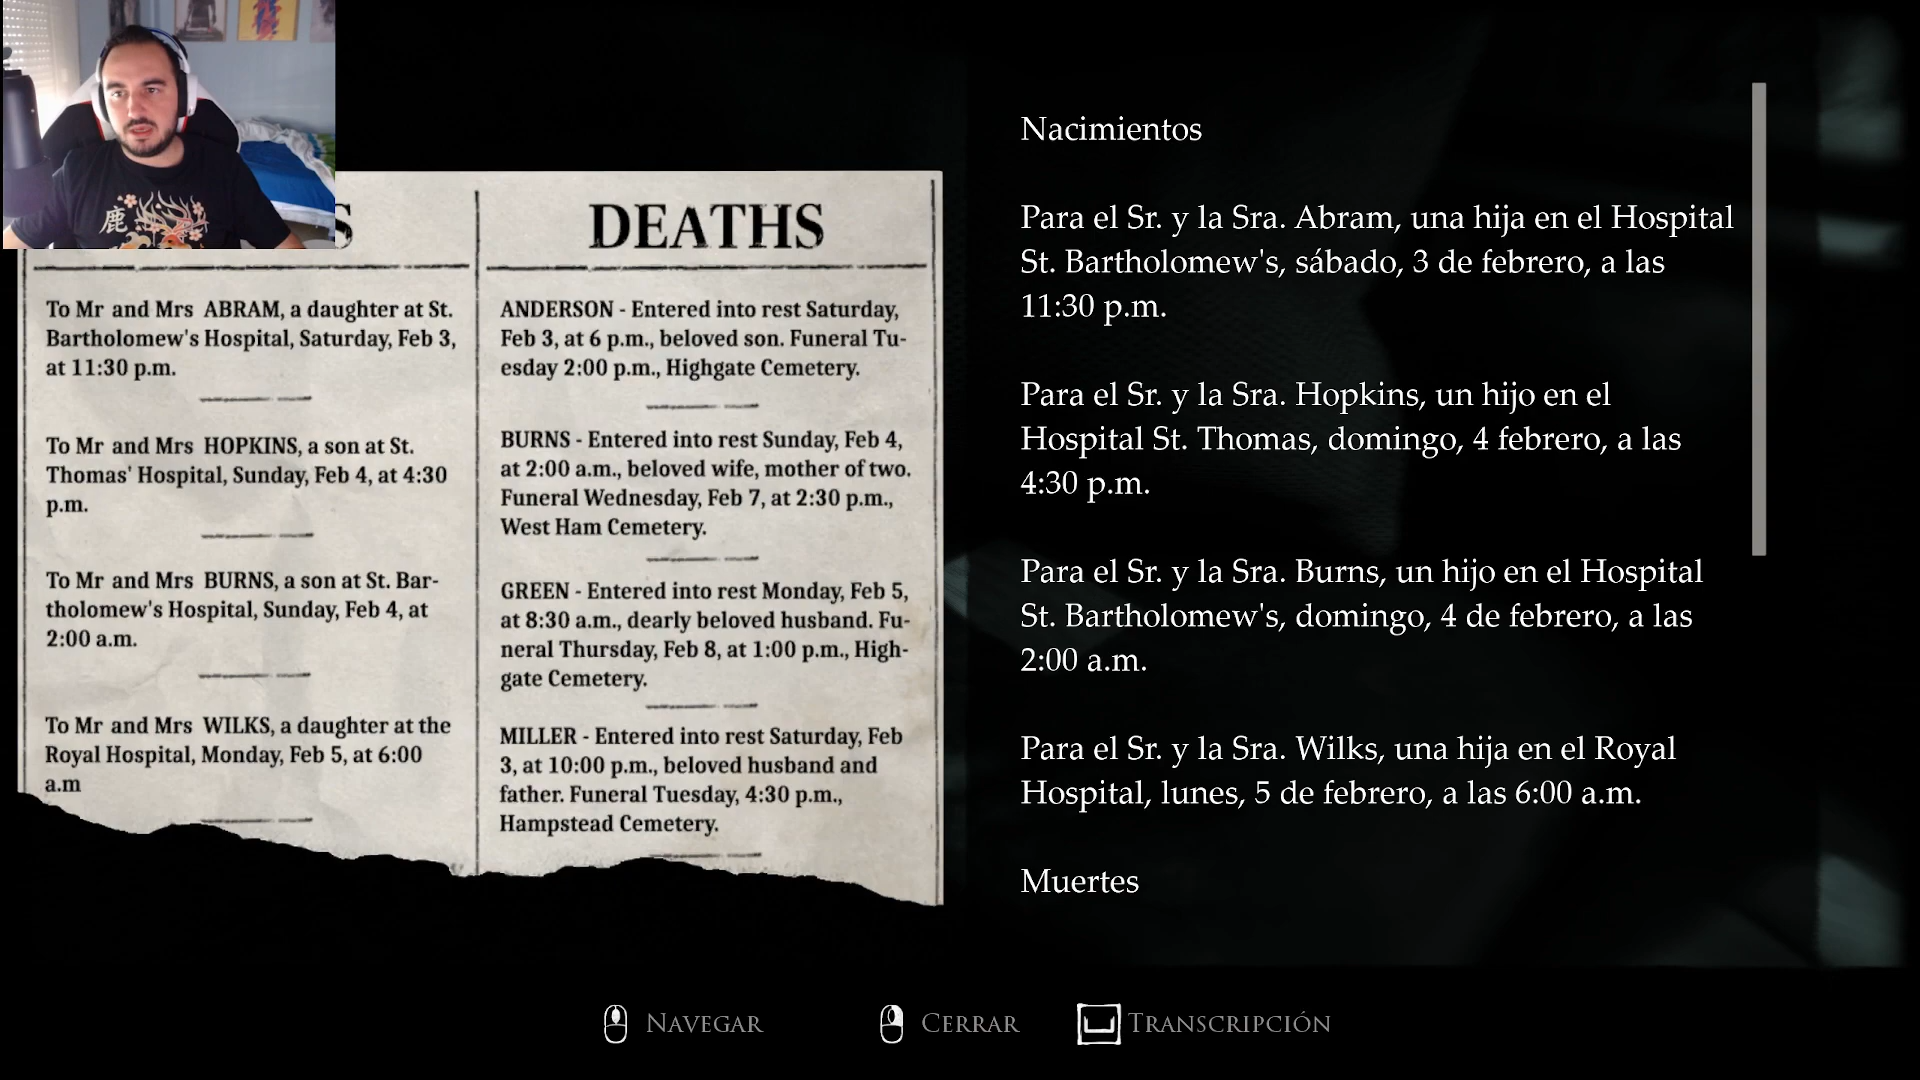 鹿
S
To Mr and Mrs ABRAM, a daughter at St.
Bartholomew's Hospital, Saturday, Feb 3,
at 11:30 p.m.
To Mr and Mrs HOPKINS, a son at St.
Thomas' Hospital, Sunday, Feb 4, at 4:30
p.m.
To Mr and Mrs BURNS, a son at St. Bar-
tholomew's Hospital, Sunday, Feb 4, at
2:00 a.m.
To Mr and Mrs WILKS, a daughter at the
Royal Hospital, Monday, Feb 5, at 6:00
a.m
DEATHS
ANDERSON - Entered into rest Saturday,
Feb 3, at 6 p.m., beloved son. Funeral Tu-
esday 2:00 p.m., Highgate Cemetery.
BURNS - Entered into rest Sunday, Feb 4,
at 2:00 a.m., beloved wife, mother of two.
Funeral Wednesday, Feb 7, at 2:30 p.m.,
West Ham Cemetery.
GREEN - Entered into rest Monday, Feb 5,
at 8:30 a.m., dearly beloved husband. Fu-
neral Thursday, Feb 8, at 1:00 p.m., High-
gate Cemetery.
MILLER - Entered into rest Saturday, Feb
3, at 10:00 p.m., beloved husband and
father. Funeral Tuesday, 4:30 p.m.,
Hampstead Cemetery.
Nacimientos
Para el Sr. y la Sra. Abram, una hija en el Hospital
St. Bartholomew's, sábado, 3 de febrero, a las
11:30 p.m.
Para el Sr. y la Sra. Hopkins, un hijo en el
Hospital St. Thomas, domingo, 4 febrero, a las
4:30 p.m.
Para el Sr. y la Sra. Burns, un hijo en el Hospital
St. Bartholomew's, domingo, 4 de febrero, a las
2:00 a.m.
Para el Sr. y la Sra. Wilks, una hija en el Royal
Hospital, lunes, 5 de febrero, a las 6:00 a.m.
Muertes
NAVEGAR
CERRAR
TRANSCRIPCIÓN